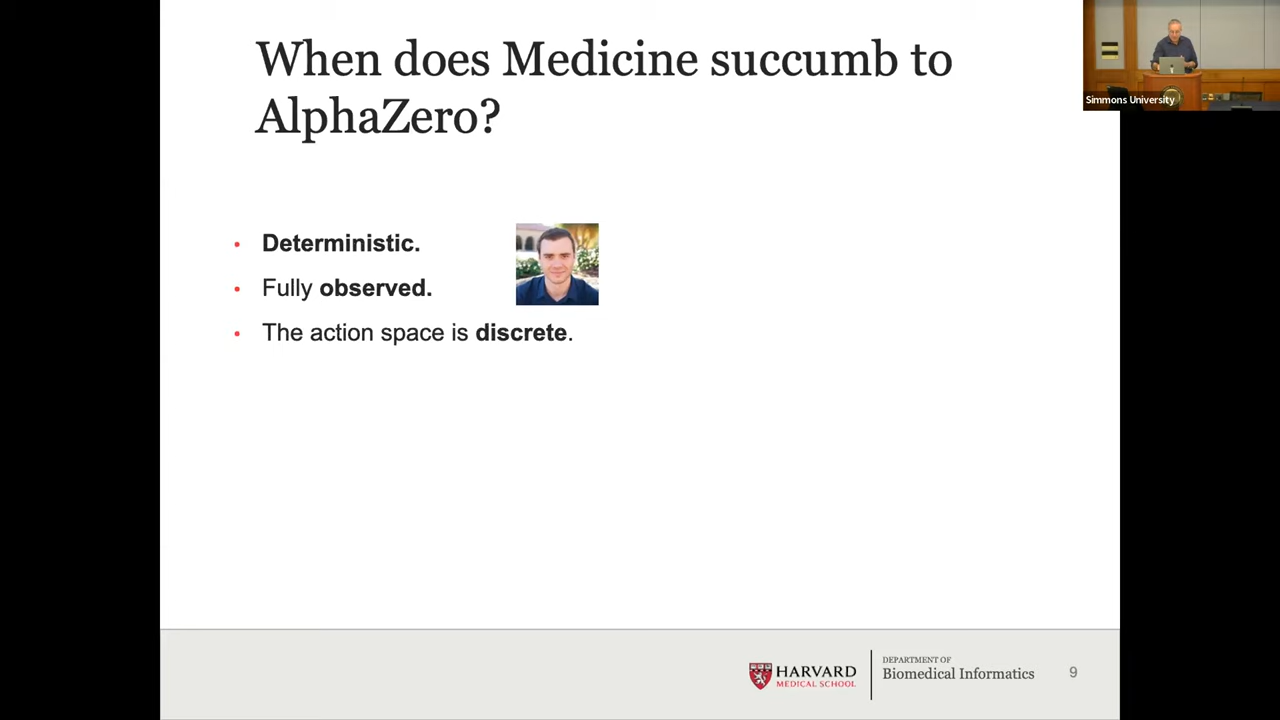 When does Medicine succumb to
AlphaZero?
Simmons University
• Deterministic.
• Fully observed.
• The action space is discrete.
HARVARD
MEDICAL SCHOOL
DEPARTMENT OF
Biomedical Informatics
9